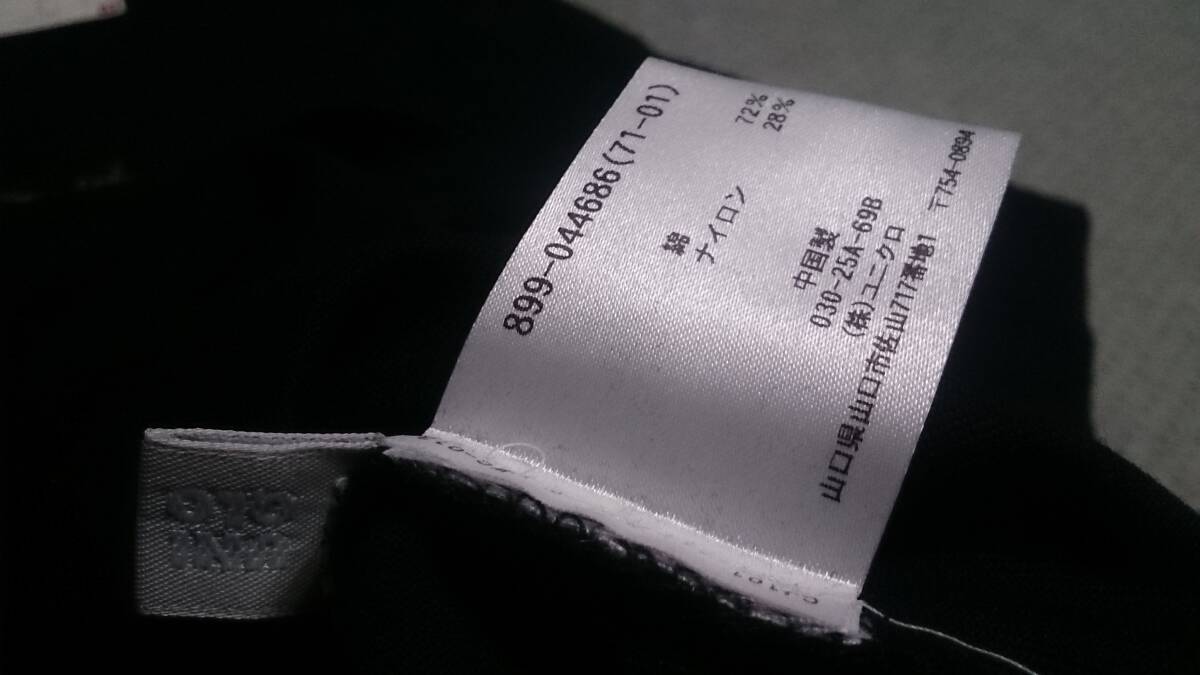 899-044686(71-01)
綿 72%
ナイロン 28%
中国製
030-25A-69B
(株)ユニクロ
山口県山口市佐山717番地1 〒754-0894